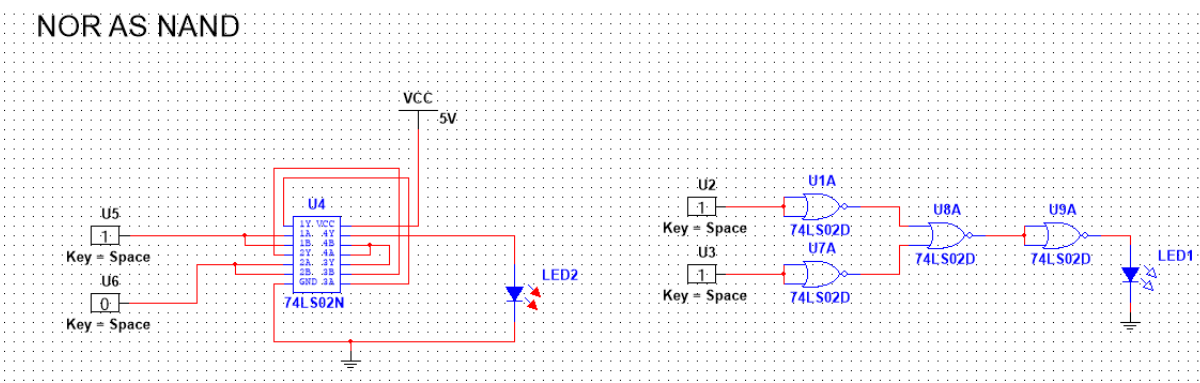 NOR AS NAND
VCC
5V
U4
U5
1
Key = Space
U6
0
Key = Space
1Y VCC
1A 4Y
1B 4B
2Y 4A
2A 3Y
2B 3B
GND 3A
74LS02N
LED2
U2
1
Key = Space
U3
1
Key = Space
U1A
74LS02D
U7A
74LS02D
U8A
74LS02D
U9A
74LS02D
LED1